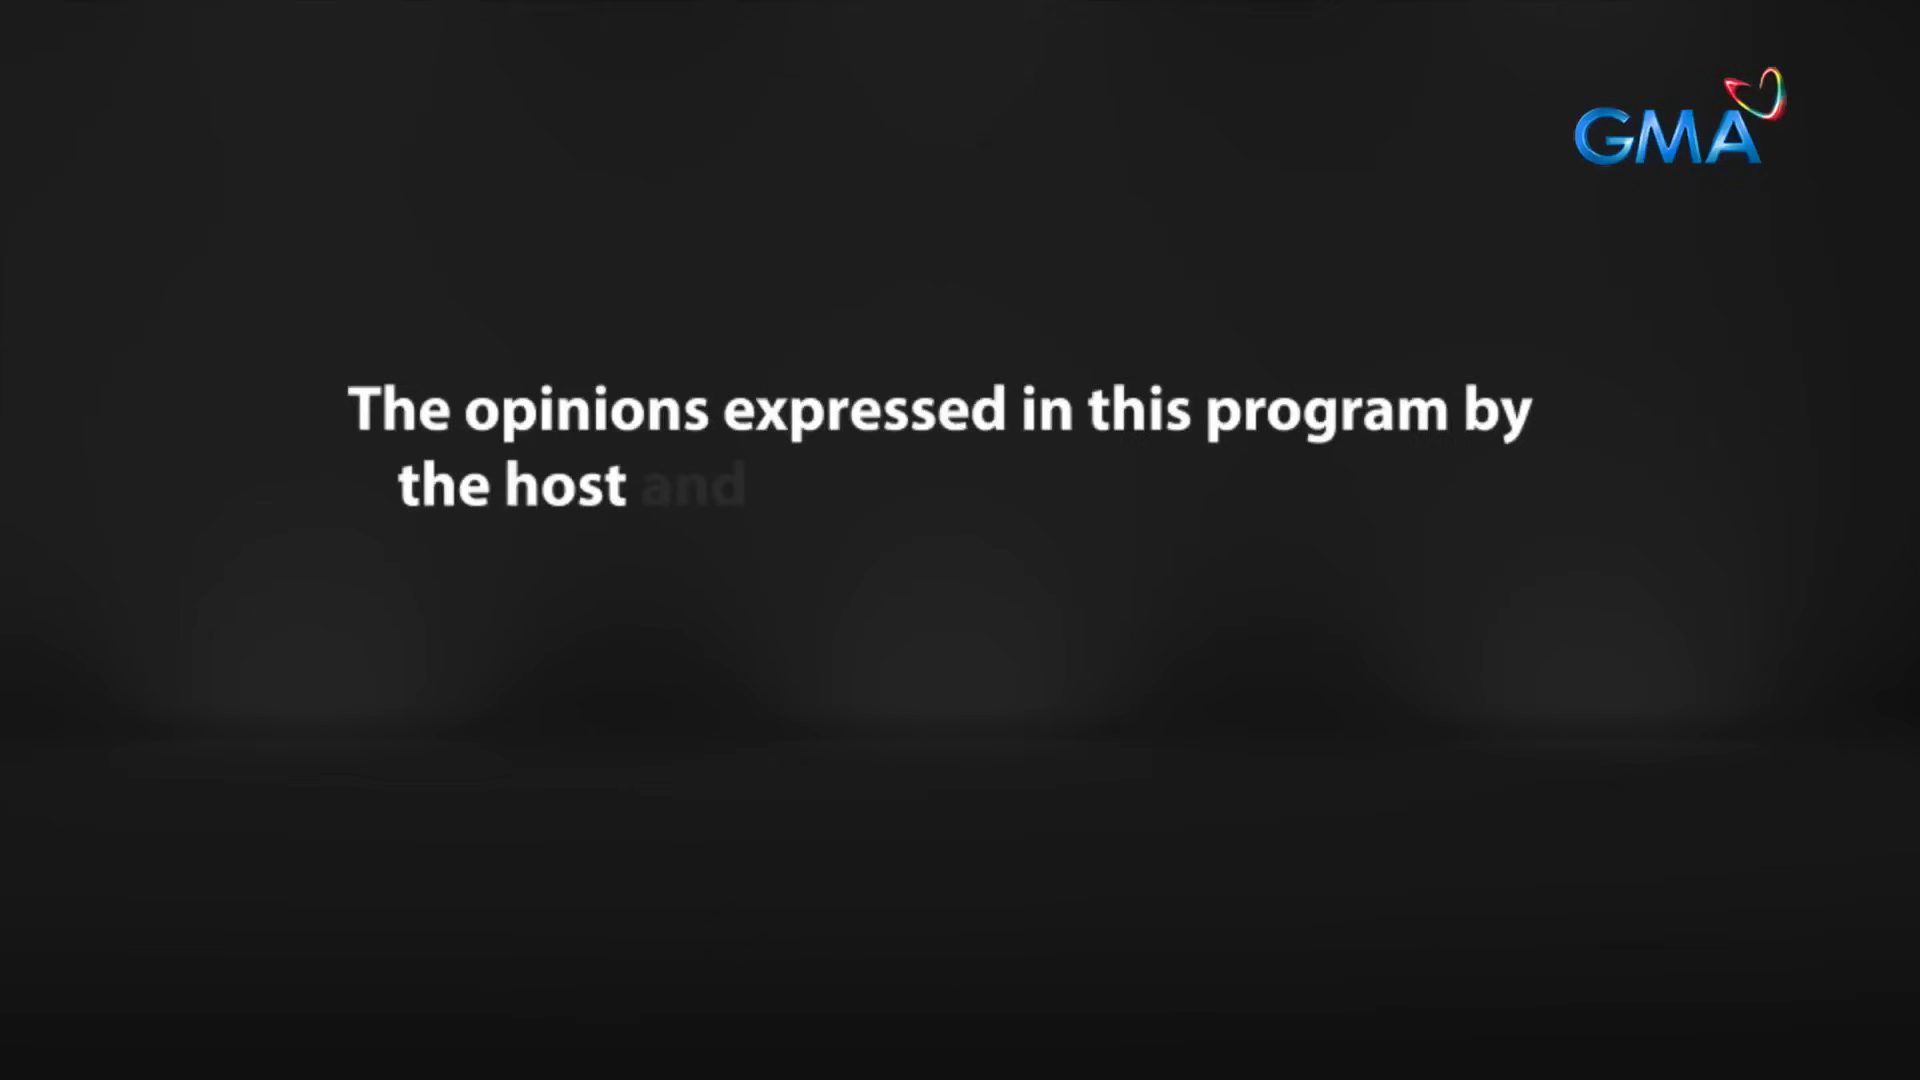 GMA
The opinions expressed in this program by
the host and